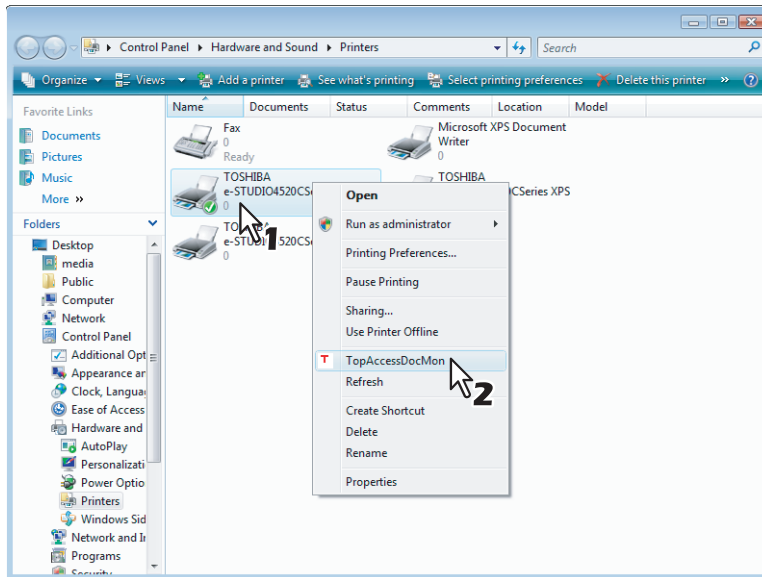 Control Panel Hardware and Sound Printers Search
Organize Views Add a printer See what's printing Select printing preferences Delete this printer »
Name Documents Status Comments Location Model
Favorite Links
Documents
Pictures
Music
More »
Folders
Desktop
media
Public
Computer
Network
Control Panel
Additional Opt
Appearance an
Clock, Languag
Ease of Access
Hardware and
AutoPlay
Personalizati
Power Optio
Printers
Windows Sid
Network and I
Programs
Security
Fax
0
Ready
Microsoft XPS Document
Writer
0
TOSHIBA
e-STUDIO4520CSe
0
TOSHIBA
CSeries XPS
e-STUDIO4520CSe
0
1
Open
Run as administrator
Printing Preferences...
Pause Printing
Sharing...
Use Printer Offline
T TopAccessDocMon
Refresh
Create Shortcut
Delete
Rename
Properties
2